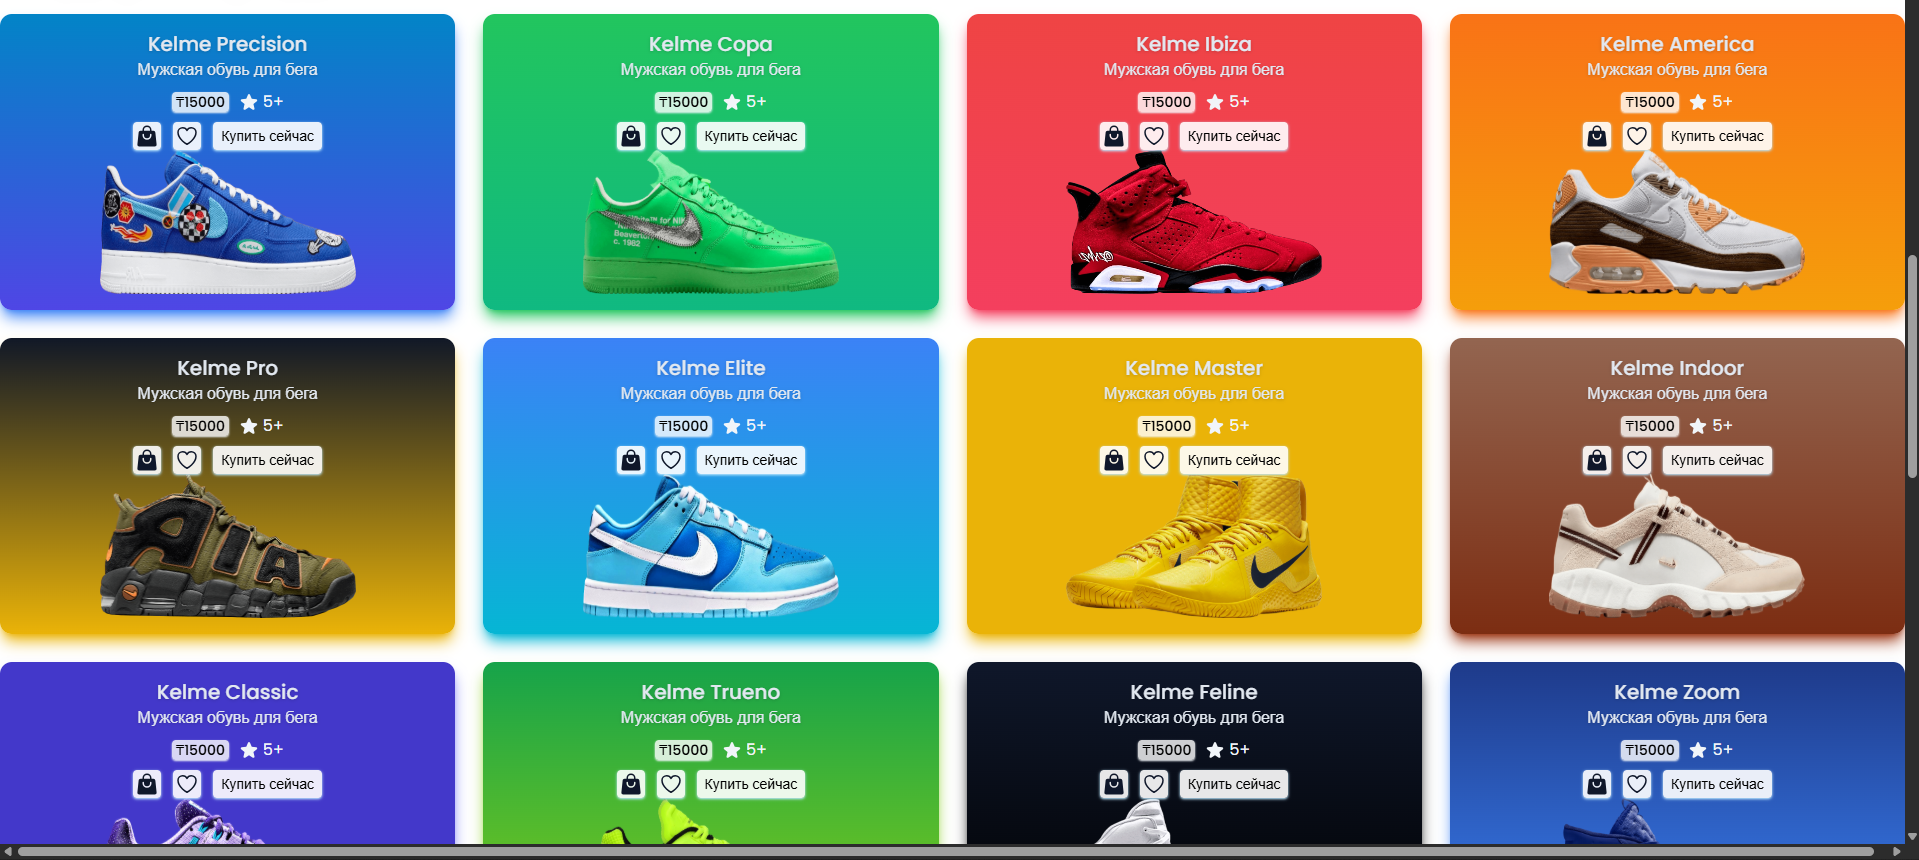 Kelme Precision
Мужская обувь для бега
₸15000 5+
Купить сейчас
Kelme Copa
Мужская обувь для бега
₸15000 5+
Купить сейчас
Kelme Ibiza
Мужская обувь для бега
₸15000 5+
Купить сейчас
Kelme America
Мужская обувь для бега
₸15000 5+
Купить сейчас
Kelme Pro
Мужская обувь для бега
₸15000 5+
Купить сейчас
Kelme Elite
Мужская обувь для бега
₸15000 5+
Купить сейчас
Kelme Master
Мужская обувь для бега
₸15000 5+
Купить сейчас
Kelme Indoor
Мужская обувь для бега
₸15000 5+
Купить сейчас
Kelme Classic
Мужская обувь для бега
₸15000 5+
Купить сейчас
Kelme Trueno
Мужская обувь для бега
₸15000 5+
Купить сейчас
Kelme Feline
Мужская обувь для бега
₸15000 5+
Купить сейчас
Kelme Zoom
Мужская обувь для бега
₸15000 5+
Купить сейчас